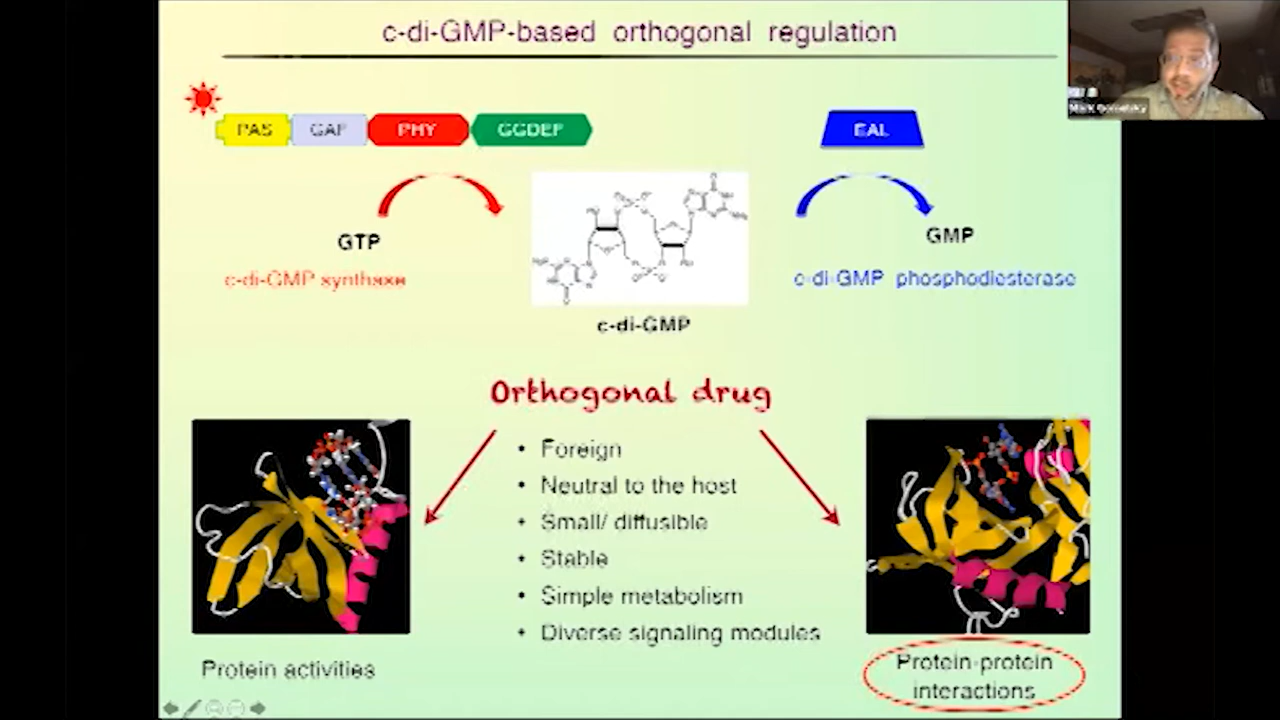 c-di-GMP-based orthogonal regulation
PAS GAF PHY GGDEF
EAL
GTP
GMP
c-di-GMP synthase
c-di-GMP phosphodiesterase
c-di-GMP
Orthogonal drug
• Foreign
• Neutral to the host
• Small/ diffusible
• Stable
• Simple metabolism
• Diverse signaling modules
Protein activities
Protein-protein
interactions
Mark